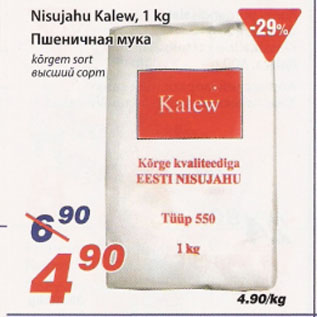 Nisujahu Kalew, 1 kg
Пшеничная мука
kõrgem sort
высший сорт
-29%
Kalew
Kõrge kvaliteediga
EESTI NISUJAHU
Tüüp 550
1 kg
6 90
4 90
4.90/kg